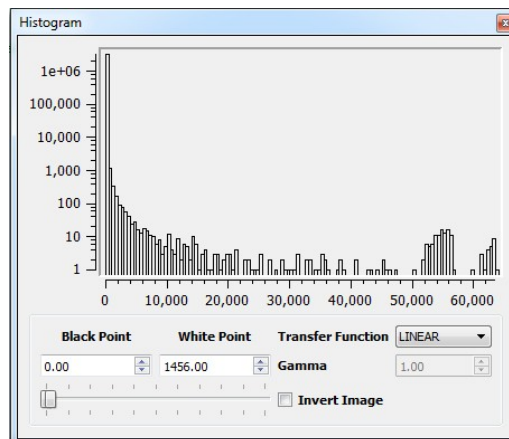 Histogram
1e+06
100,000
10,000
1,000
100
10
1
0 10,000 20,000 30,000 40,000 50,000 60,000
Black Point White Point Transfer Function LINEAR
0.00 1456.00 Gamma 1.00
Invert Image